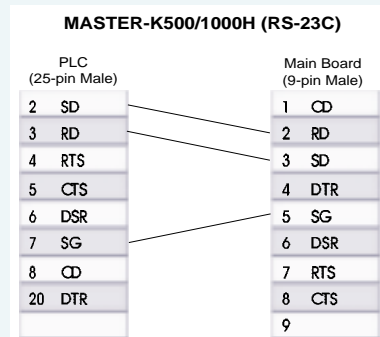 MASTER-K500/1000H (RS-23C)
PLC
(25-pin Male)
2 SD
3 RD
4 RTS
5 CTS
6 DSR
7 SG
8 CD
20 DTR
Main Board
(9-pin Male)
1 CD
2 RD
3 SD
4 DTR
5 SG
6 DSR
7 RTS
8 CTS
9